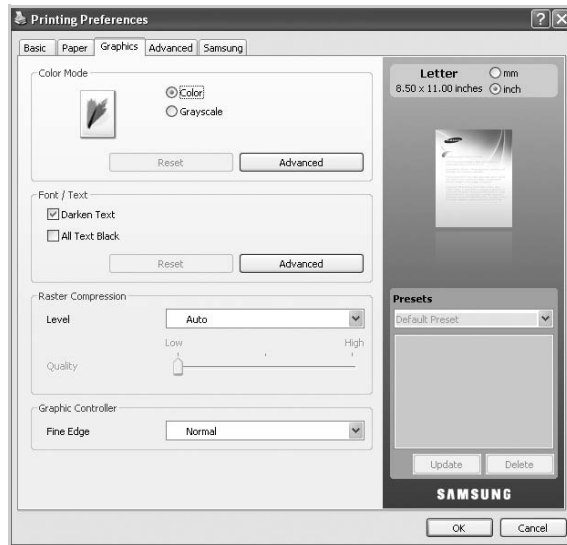 Printing Preferences
Basic Paper Graphics Advanced Samsung
Color Mode
Color
Grayscale
Reset Advanced
Font / Text
Darken Text
All Text Black
Reset Advanced
Raster Compression
Level Auto
Low High
Quality
Graphic Controller
Fine Edge Normal
Letter mm
8.50 x 11.00 inches inch
Presets
Default Preset
Update Delete
SAMSUNG
OK Cancel